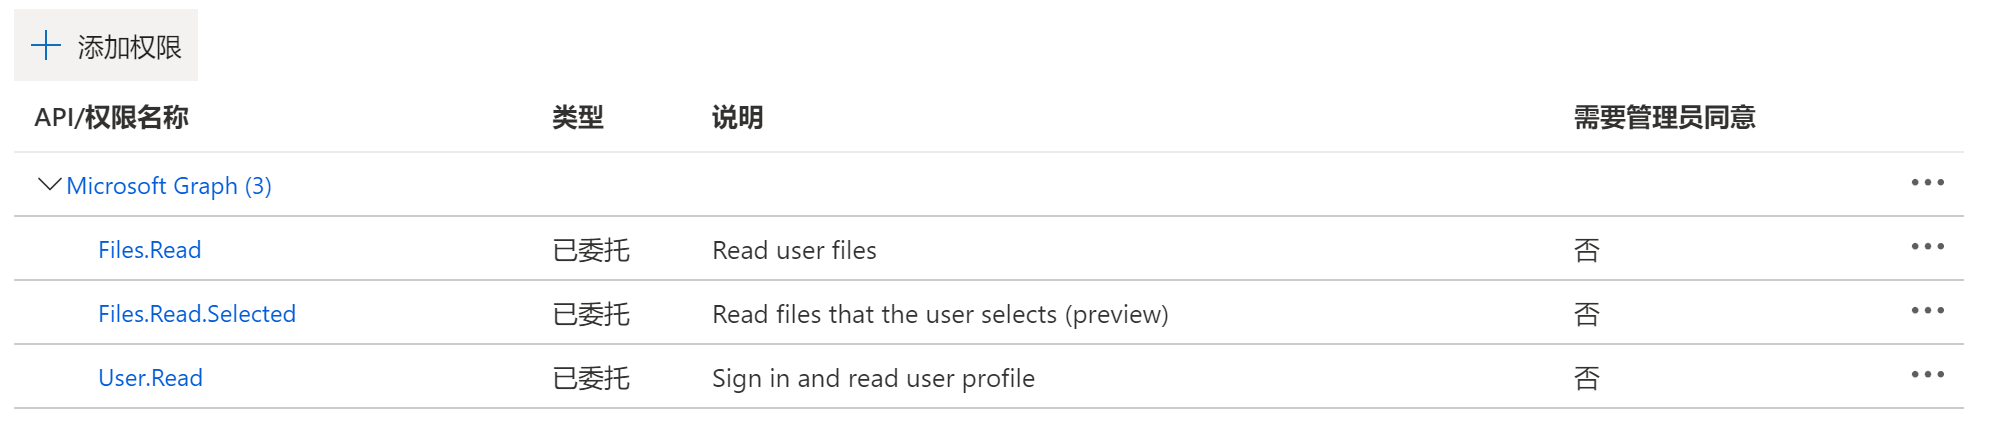 添加权限
API/权限名称 类型 说明 需要管理员同意
Microsoft Graph (3)
Files.Read 已委托 Read user files 否
Files.Read.Selected 已委托 Read files that the user selects (preview) 否
User.Read 已委托 Sign in and read user profile 否